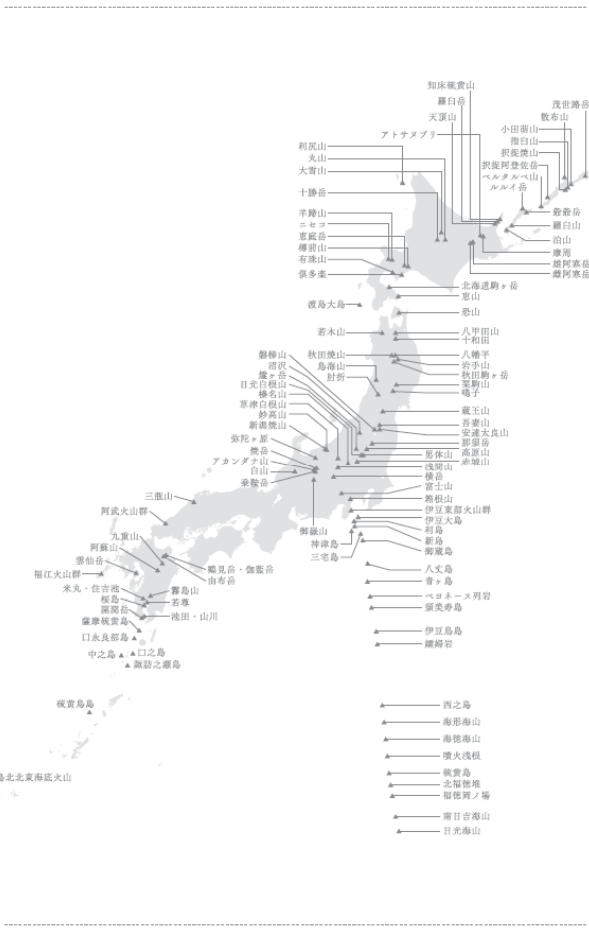 知床硫黄山
羅臼岳
天頂山
アトサヌプリ
利尻山
丸山
大雪山
十勝岳
羊蹄山
ニセコ
恵庭岳
樽前山
有珠山
倶多楽
渡島大島
茂世路岳
散布山
小田萌山
指臼山
択捉焼山
択捉阿登佐岳
ベルタルベ山
ルルイ岳
爺爺岳
羅臼山
泊山
摩周
雄阿寒岳
雌阿寒岳
北海道駒ヶ岳
恵山
恐山
岩木山
八甲田山
十和田
秋田焼山
八幡平
鳥海山
岩手山
肘折
秋田駒ヶ岳
栗駒山
鳴子
蔵王山
吾妻山
安達太良山
那須岳
高原山
男体山
赤城山
磐梯山
沼沢
燧ヶ岳
日光白根山
榛名山
草津白根山
妙高山
新潟焼山
弥陀ヶ原
焼岳
アカンダナ山
白山
乗鞍岳
浅間山
横岳
富士山
箱根山
伊豆東部火山群
伊豆大島
利島
新島
御蔵島
御嶽山
神津島
三宅島
八丈島
青ヶ島
ベヨネース列岩
須美寿島
伊豆鳥島
孀婦岩
三瓶山
阿武火山群
九重山
阿蘇山
雲仙岳
福江火山群
鶴見岳・伽藍岳
由布岳
米丸・住吉池
霧島山
桜島
若尊
開聞岳
池田・山川
薩摩硫黄島
口永良部島
中之島
口之島
諏訪之瀬島
硫黄鳥島
島北北東海底火山
西之島
海形海山
海徳海山
噴火浅根
硫黄島
北福徳堆
福徳岡ノ場
南日吉海山
日光海山